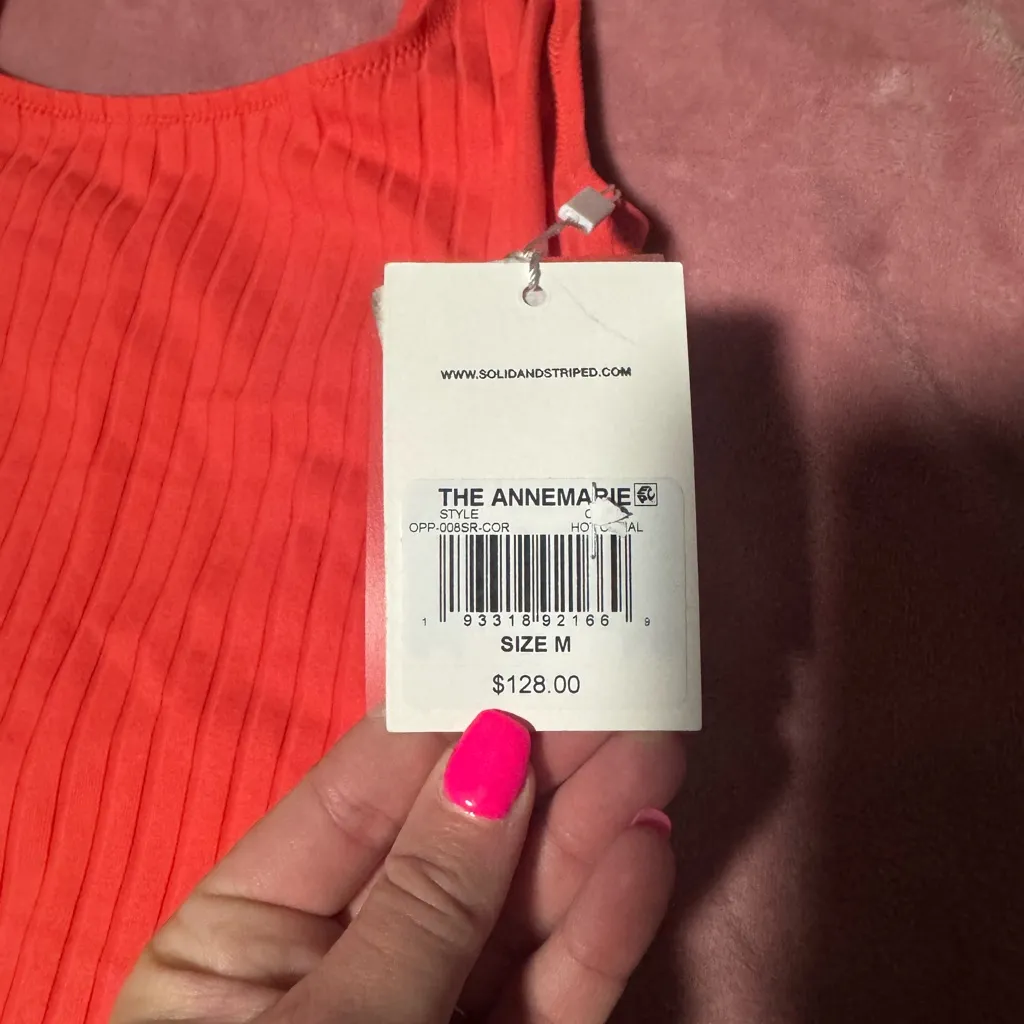 WWW.SOLIDANDSTRIPED.COM
THE ANNEMARIE
STYLE
OPP-008SR-COR
1 93318 92166 9
SIZE M
$128.00